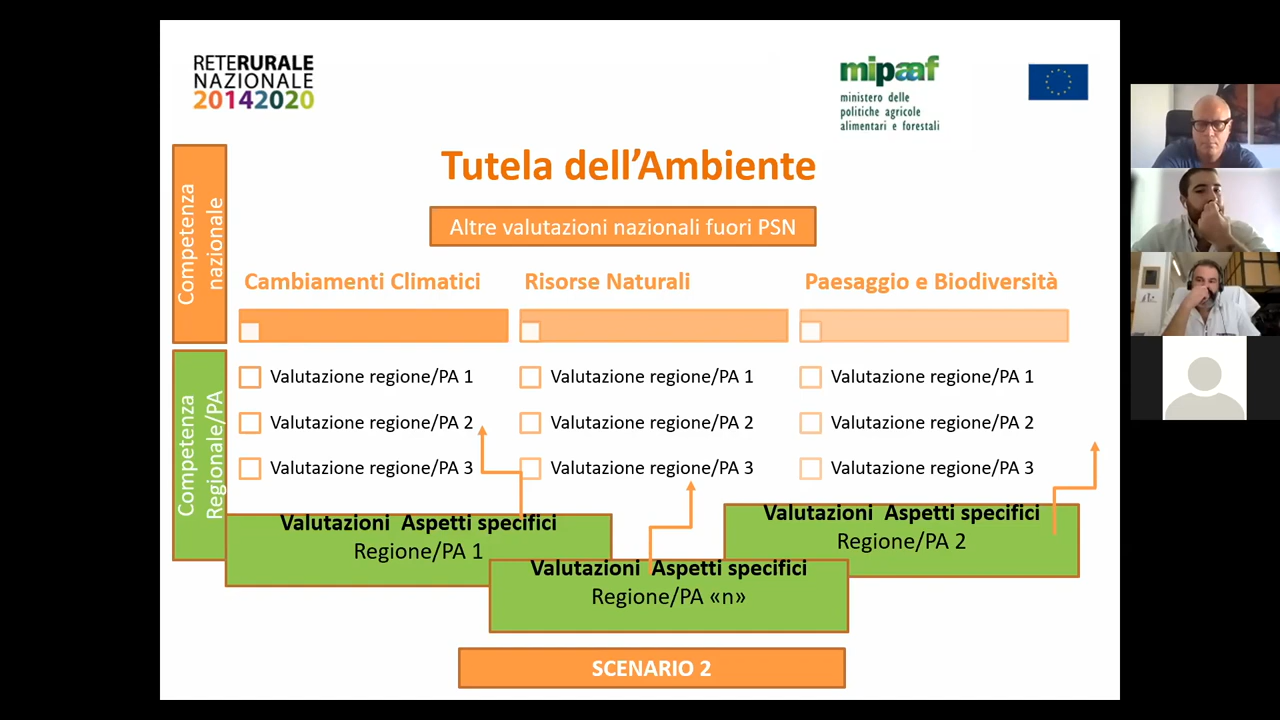 RETERURALE
NAZIONALE
20142020
mipaaf
ministero delle
politiche agricole
alimentari e forestali
Tutela dell'Ambiente
Competenza
nazionale
Altre valutazioni nazionali fuori PSN
Cambiamenti Climatici
Risorse Naturali
Paesaggio e Biodiversità
Competenza
Regionale/PA
Valutazione regione/PA 1
Valutazione regione/PA 1
Valutazione regione/PA 1
Valutazione regione/PA 2
Valutazione regione/PA 2
Valutazione regione/PA 2
Valutazione regione/PA 3
Valutazione regione/PA 3
Valutazione regione/PA 3
Valutazioni Aspetti specifici
Regione/PA 1
Valutazioni Aspetti specifici
Regione/PA «n»
Valutazioni Aspetti specifici
Regione/PA 2
SCENARIO 2